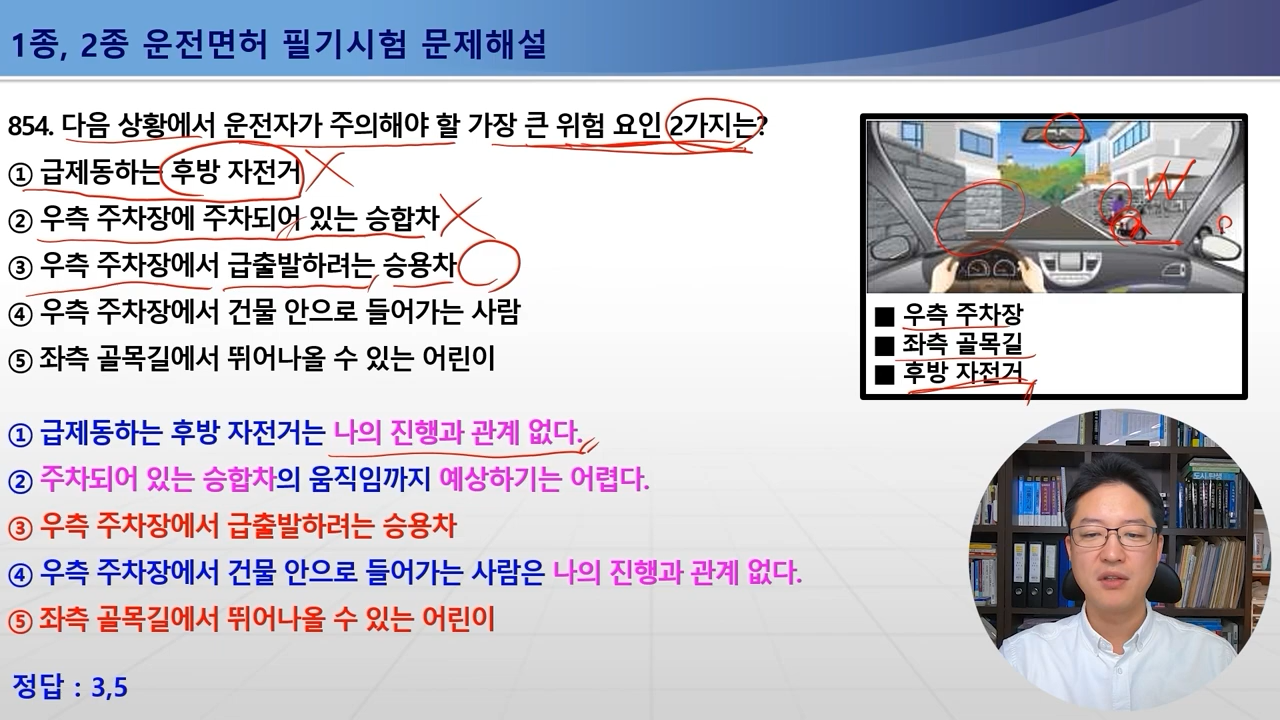 1종, 2종 운전면허 필기시험 문제해설
854. 다음 상황에서 운전자가 주의해야 할 가장 큰 위험 요인 2가지는?
① 급제동하는 후방 자전거
② 우측 주차장에 주차되어 있는 승합차
③ 우측 주차장에서 급출발하려는 승용차
④ 우측 주차장에서 건물 안으로 들어가는 사람
⑤ 좌측 골목길에서 뛰어나올 수 있는 어린이
W
P
■ 우측 주차장
■ 좌측 골목길
■ 후방 자전거
① 급제동하는 후방 자전거는 나의 진행과 관계 없다.
② 주차되어 있는 승합차의 움직임까지 예상하기는 어렵다.
③ 우측 주차장에서 급출발하려는 승용차
④ 우측 주차장에서 건물 안으로 들어가는 사람은 나의 진행과 관계 없다.
⑤ 좌측 골목길에서 뛰어나올 수 있는 어린이
정답 : 3,5